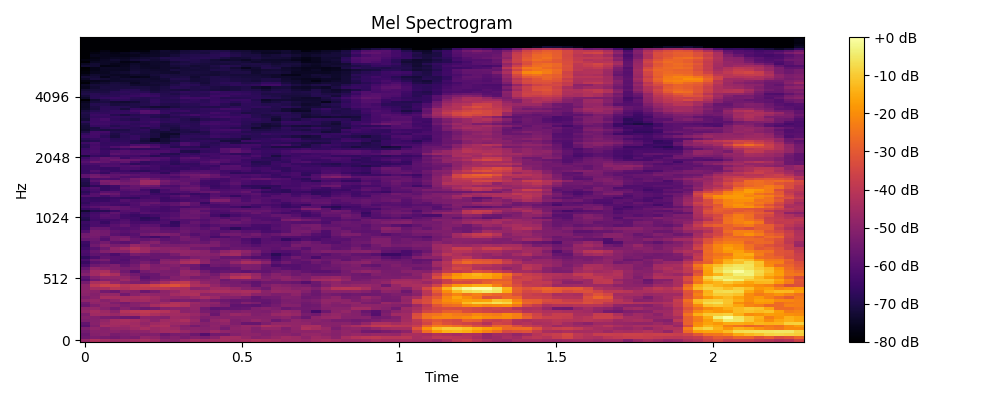 Mel Spectrogram
+0 dB
-10 dB
-20 dB
-30 dB
-40 dB
-50 dB
-60 dB
-70 dB
-80 dB
Hz
4096
2048
1024
512
0
0 0.5 1 1.5 2
Time